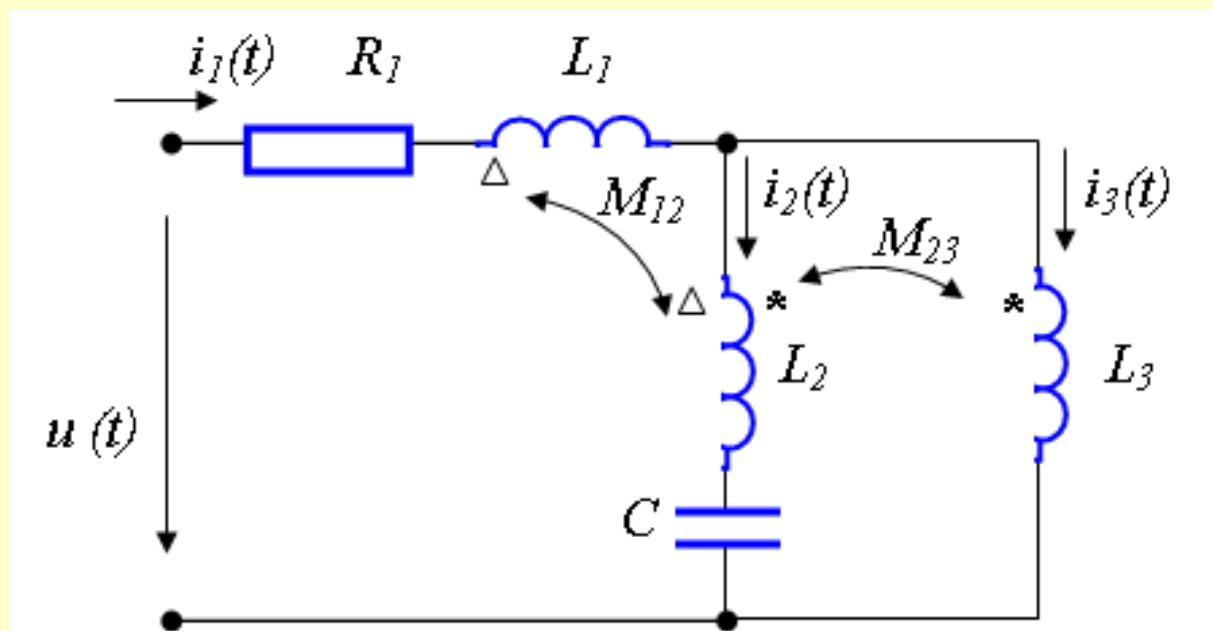 i₁(t) R₁ L₁
△ M₁₂ i₂(t) M₂₃ i₃(t)
△ * *
L₂ L₃
u (t)
C